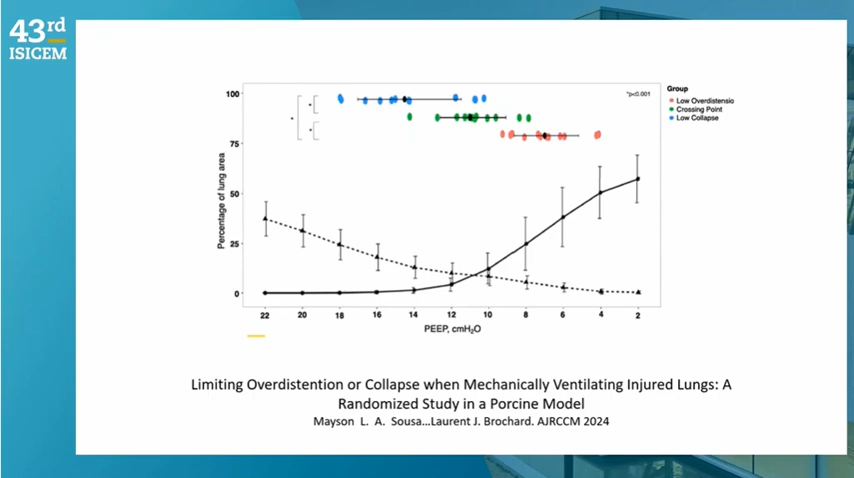 43rd
ISICEM
100
75
50
25
0
Percentage of lung area
*p<0.001
*
*
*
22 20 18 16 14 12 10 8 6 4 2
PEEP, cmH₂O
Group
Low Overdistensio
Crossing Point
Low Collapse
Limiting Overdistention or Collapse when Mechanically Ventilating Injured Lungs: A
Randomized Study in a Porcine Model
Mayson L. A. Sousa...Laurent J. Brochard. AJRCCM 2024